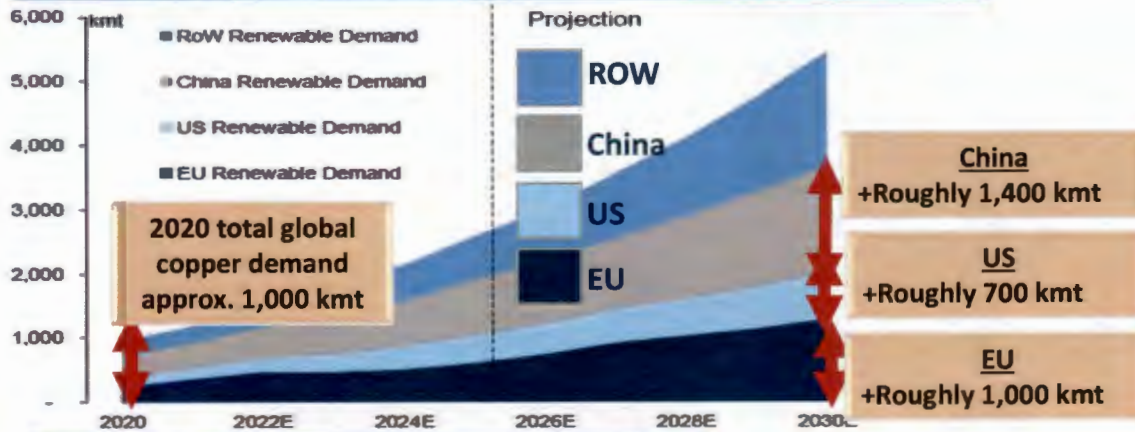 6,000
kmt
Projection
RoW Renewable Demand
5,000
China Renewable Demand
4,000
US Renewable Demand
EU Renewable Demand
3,000
2,000
1,000
-
ROW
China
US
EU
2020 total global
copper demand
approx. 1,000 kmt
China
+Roughly 1,400 kmt
US
+Roughly 700 kmt
EU
+Roughly 1,000 kmt
2020
2022E
2024E
2026E
2028E